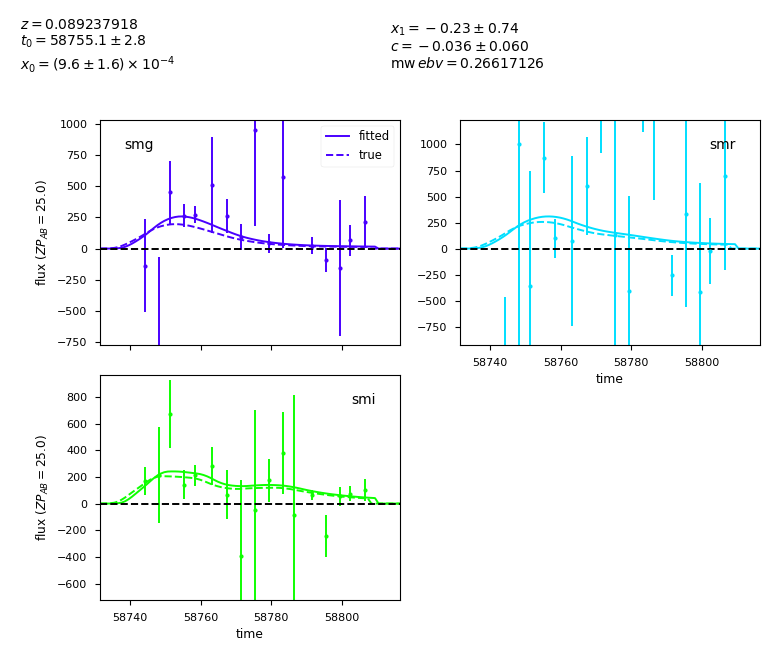 z = 0.089237918
t₀ = 58755.1 ± 2.8
x₀ = (9.6 ± 1.6) × 10⁻⁴
x₁ = −0.23 ± 0.74
c = −0.036 ± 0.060
mw ebv = 0.26617126
smg
fitted
true
1000
750
500
250
0
−250
−500
−750
flux (ZP_AB = 25.0)
smr
1000
750
500
250
0
−250
−500
−750
58740 58760 58780 58800
time
smi
800
600
400
200
0
−200
−400
−600
flux (ZP_AB = 25.0)
58740 58760 58780 58800
time